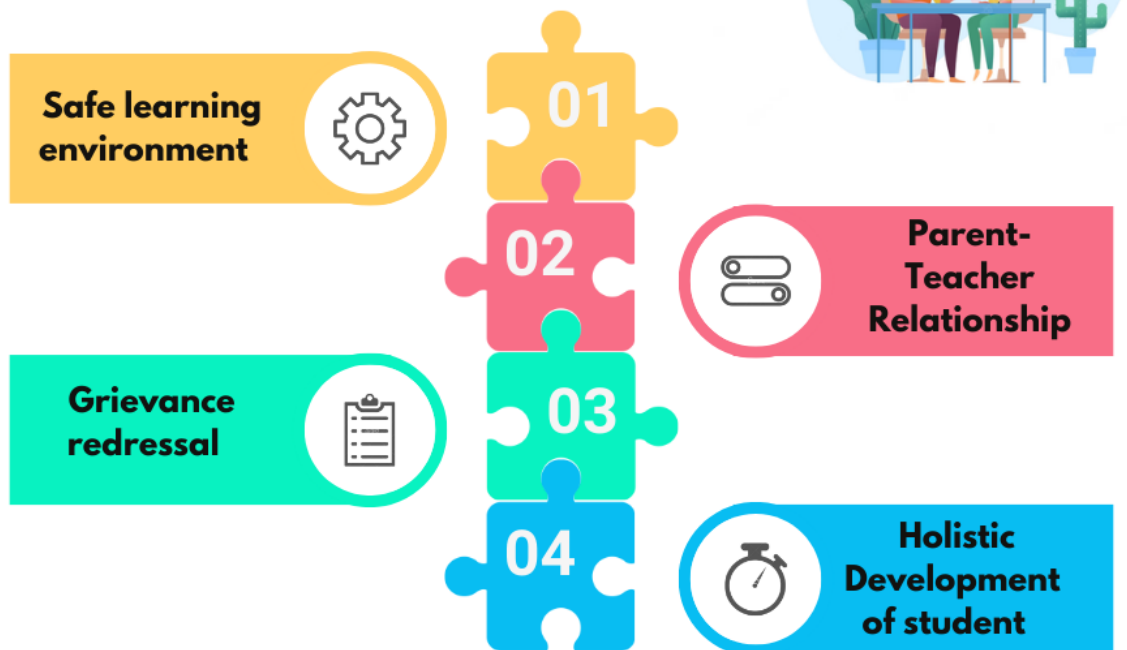 01
Safe learning
environment
02
Parent-
Teacher
Relationship
03
Grievance
redressal
04
Holistic
Development
of student